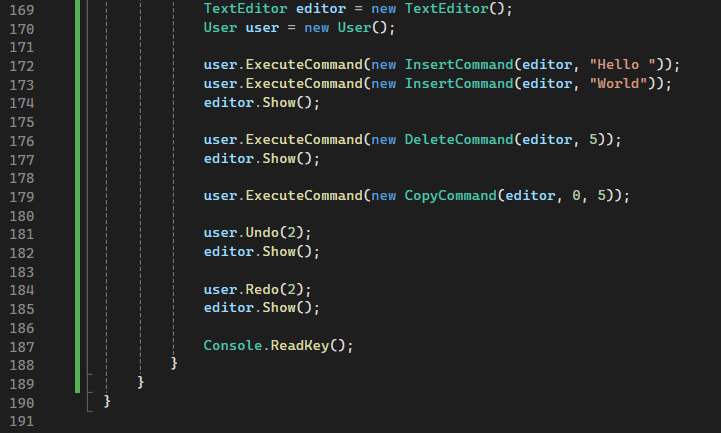 169 TextEditor editor = new TextEditor();
170 User user = new User();
171
172 user.ExecuteCommand(new InsertCommand(editor, "Hello "));
173 user.ExecuteCommand(new InsertCommand(editor, "World"));
174 editor.Show();
175
176 user.ExecuteCommand(new DeleteCommand(editor, 5));
177 editor.Show();
178
179 user.ExecuteCommand(new CopyCommand(editor, 0, 5));
180
181 user.Undo(2);
182 editor.Show();
183
184 user.Redo(2);
185 editor.Show();
186
187 Console.ReadKey();
188 }
189 }
190 }
191